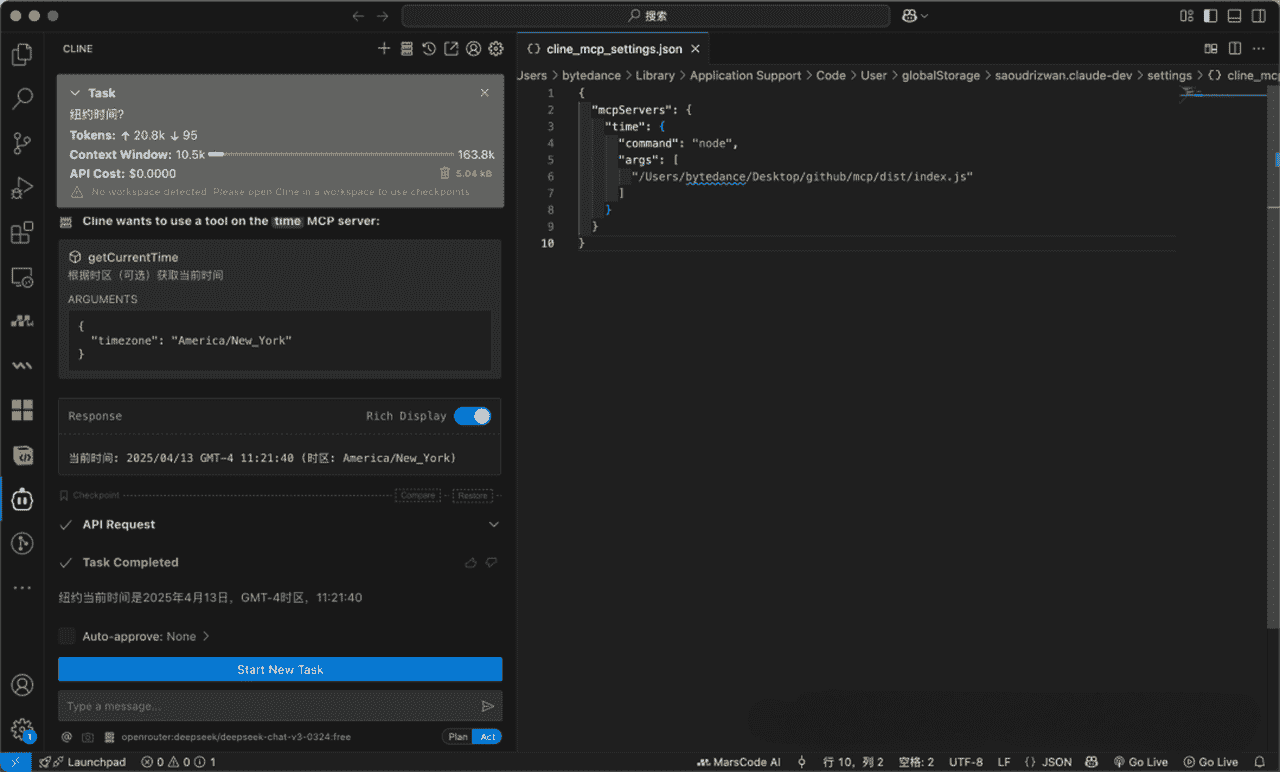 搜索
CLINE
Task
纽约时间?
Tokens: ↑ 20.8k ↓ 95
Context Window: 10.5k 163.8k
API Cost: $0.0000 5.04 kB
No workspace detected. Please open Cline in a workspace to use checkpoints.
Cline wants to use a tool on the time MCP server:
getCurrentTime
根据时区（可选）获取当前时间
ARGUMENTS
{
"timezone": "America/New_York"
}
Response Rich Display
当前时间: 2025/04/13 GMT-4 11:21:40 (时区: America/New_York)
Checkpoint Compare Restore
API Request
Task Completed
纽约当前时间是2025年4月13日，GMT-4时区，11:21:40
Auto-approve: None >
Start New Task
Type a message...
@ openrouter:deepseek/deepseek-chat-v3-0324:free Plan Act
1
{} cline_mcp_settings.json ×
Users > bytedance > Library > Application Support > Code > User > globalStorage > saoudrizwan.claude-dev > settings > {} cline_mcp
1 {
2 "mcpServers": {
3 "time": {
4 "command": "node",
5 "args": [
6 "/Users/bytedance/Desktop/github/mcp/dist/index.js"
7 ]
8 }
9 }
10 }
Launchpad 0 0 1 MarsCode AI 行 10，列 2 空格: 2 UTF-8 LF {} JSON Go Live Go Live